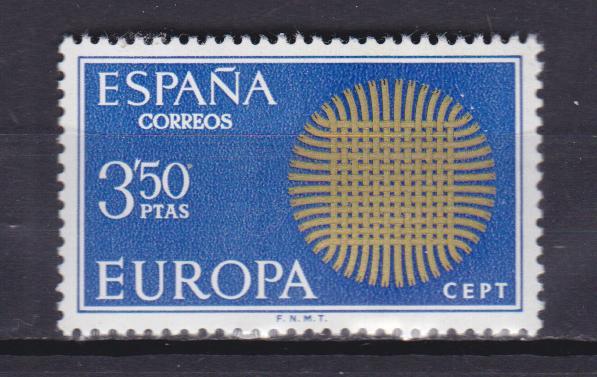 ESPAÑA
CORREOS
3'50
PTAS
EUROPA
CEPT
F.N.M.T.